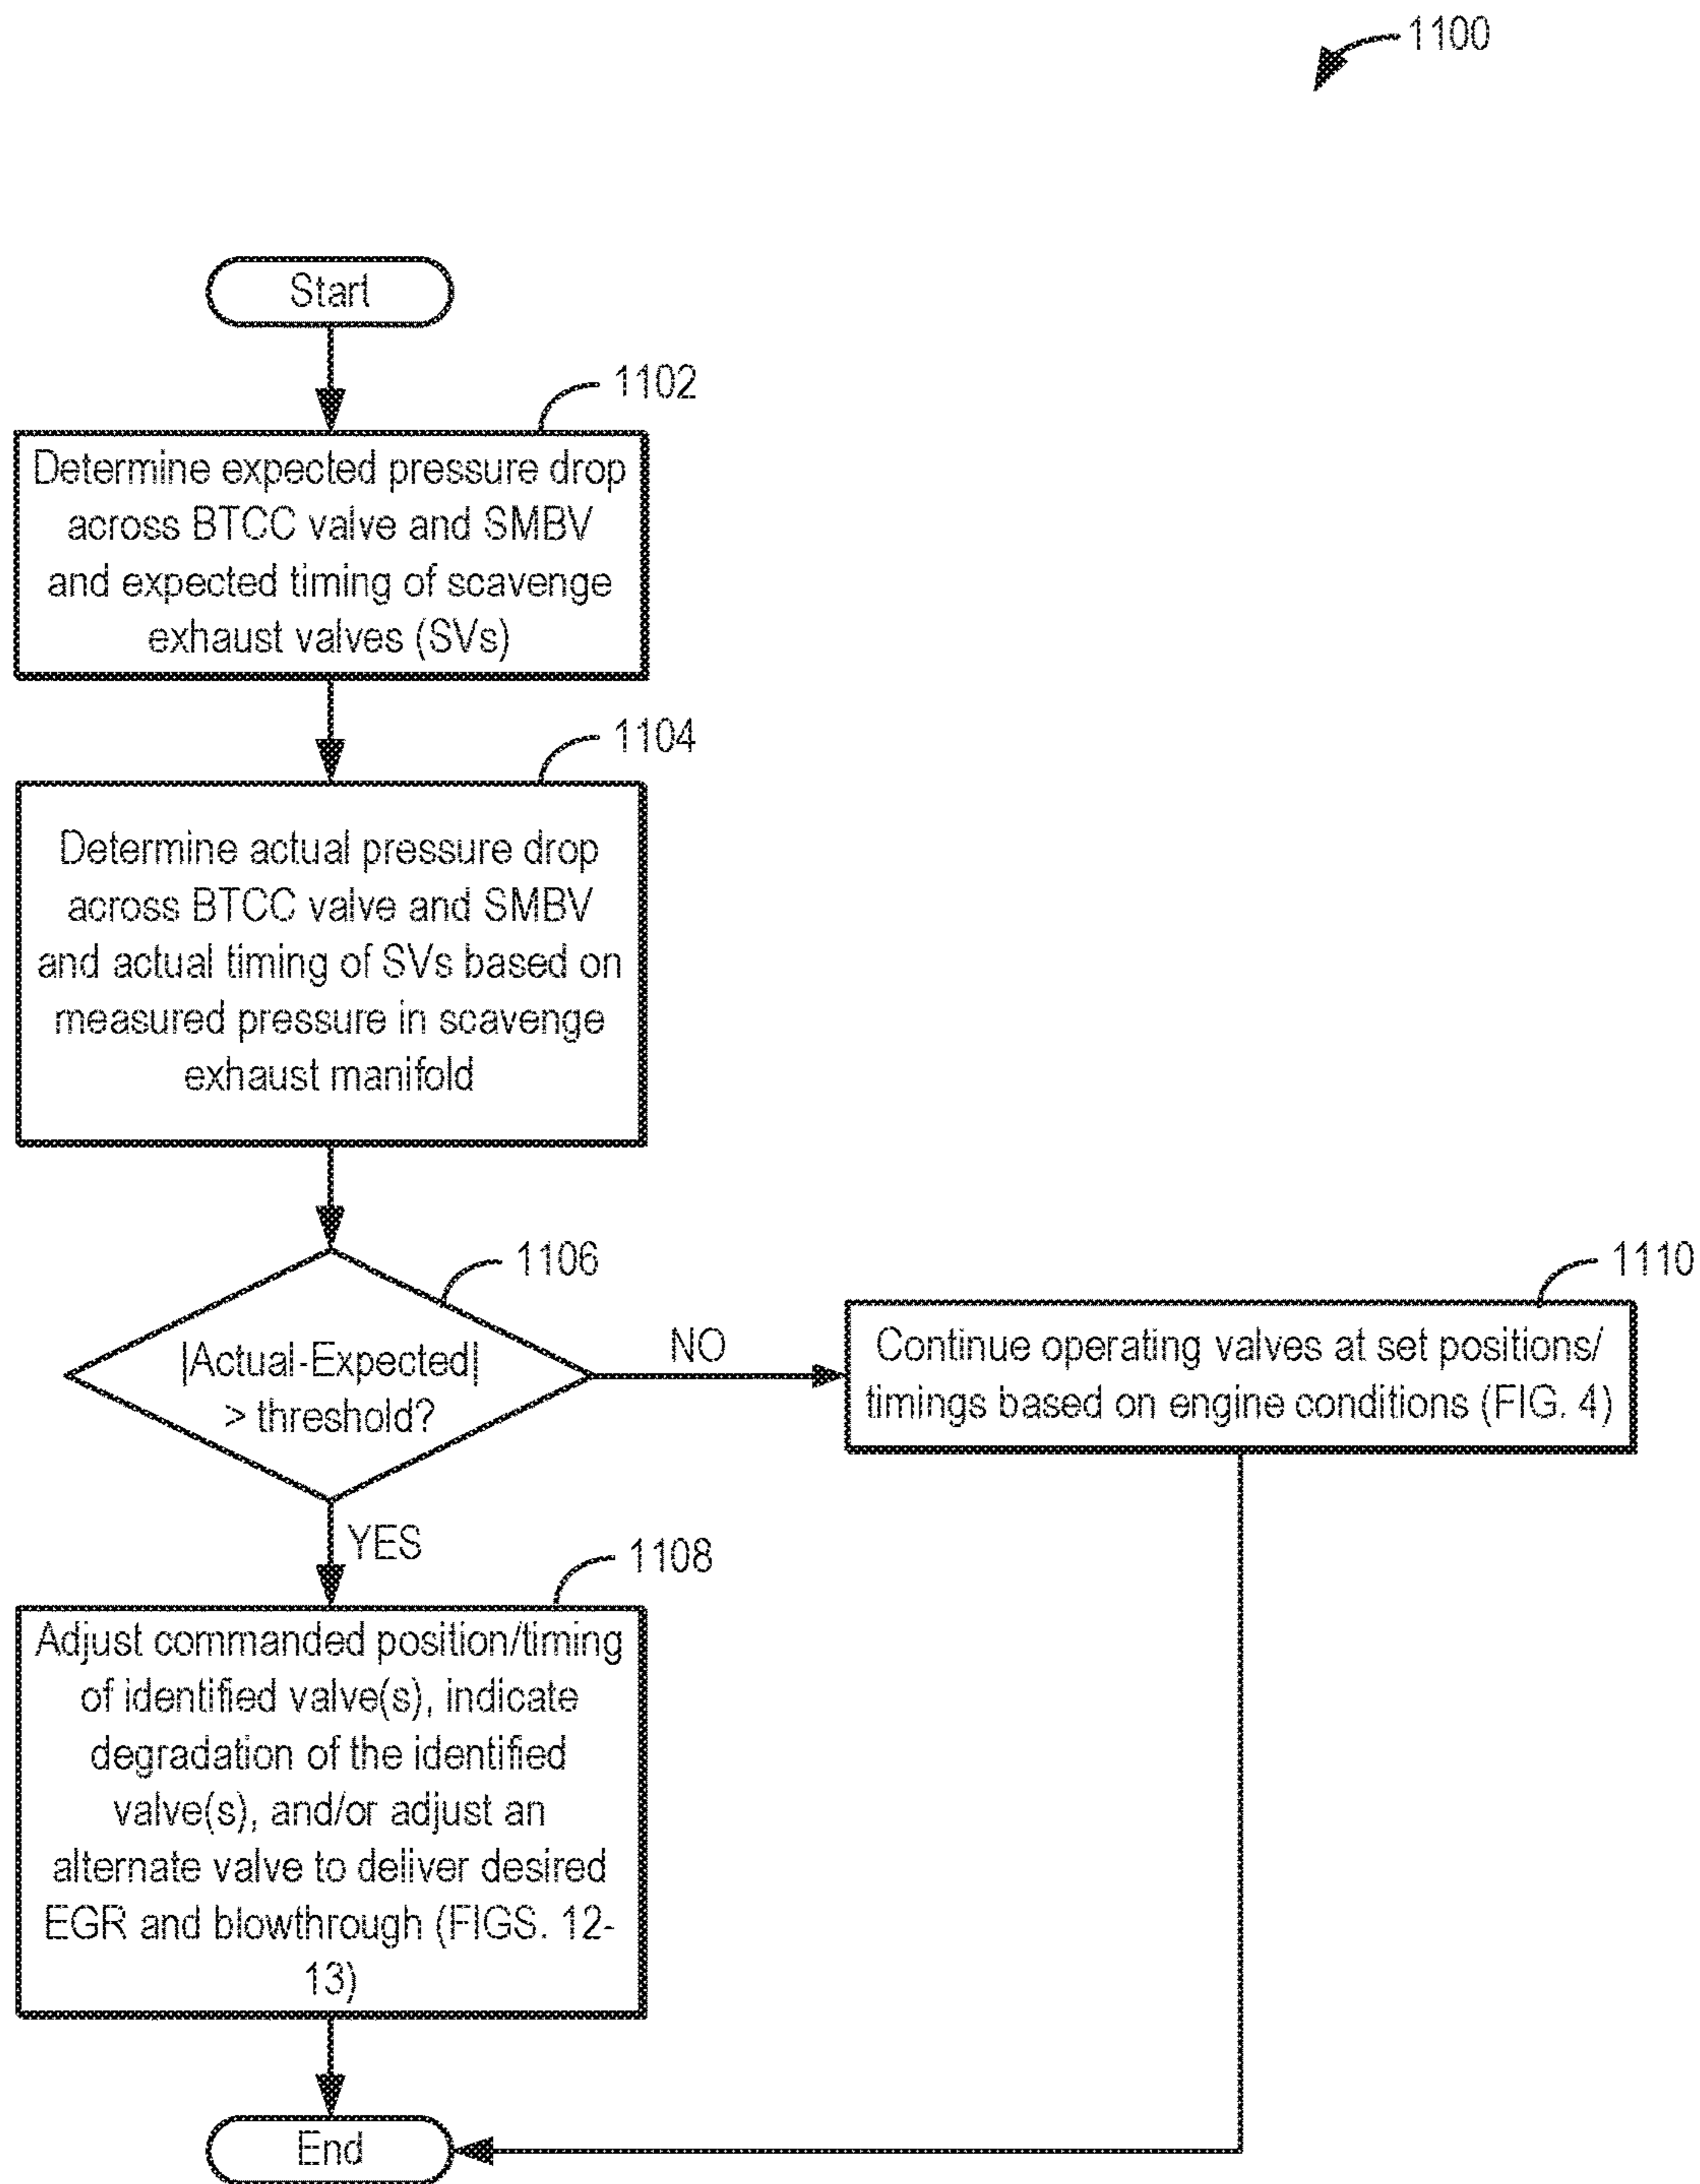 1100
Start
1102
Determine expected pressure drop
across BTCC valve and SMBV
and expected timing of scavenge
exhaust valves (SVs)
1104
Determine actual pressure drop
across BTCC valve and SMBV
and actual timing of SVs based on
measured pressure in scavenge
exhaust manifold
1106
|Actual-Expected|
> threshold?
NO
1110
Continue operating valves at set positions/
timings based on engine conditions (FIG. 4)
YES
1108
Adjust commanded position/timing
of identified valve(s), indicate
degradation of the identified
valve(s), and/or adjust an
alternate valve to deliver desired
EGR and blowthrough (FIGS. 12-
13)
End